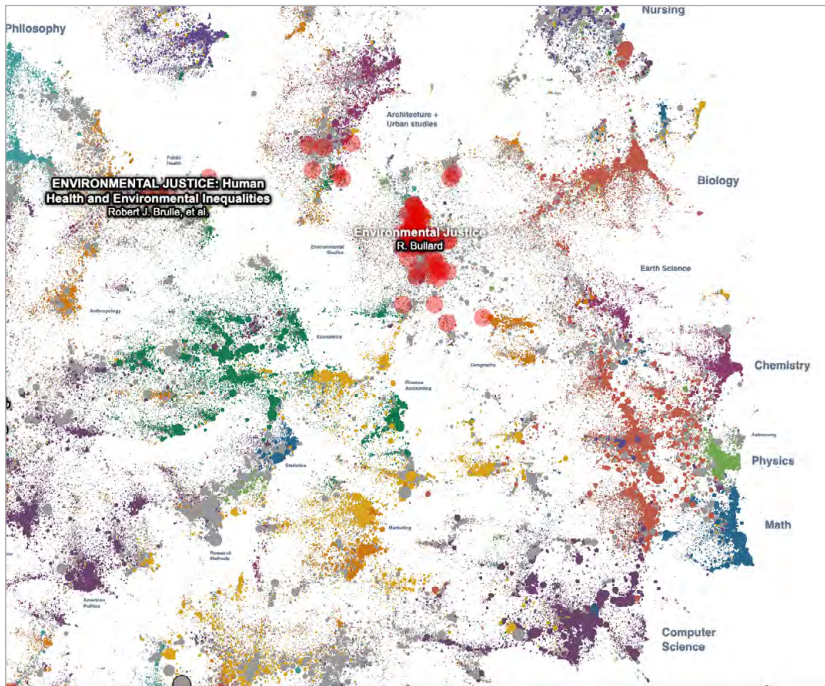 Philosophy
Nursing
Architecture +
Urban studies
Public
Health
Biology
ENVIRONMENTAL JUSTICE: Human
Health and Environmental Inequalities
Robert J. Brulle, et al.
Environmental Justice
R. Bullard
Environmental
Studies
Earth Science
Anthropology
Economics
Chemistry
Geography
Finance
Accounting
Astronomy
Physics
Statistics
Math
Marketing
Research
Methods
American
Politics
Computer
Science